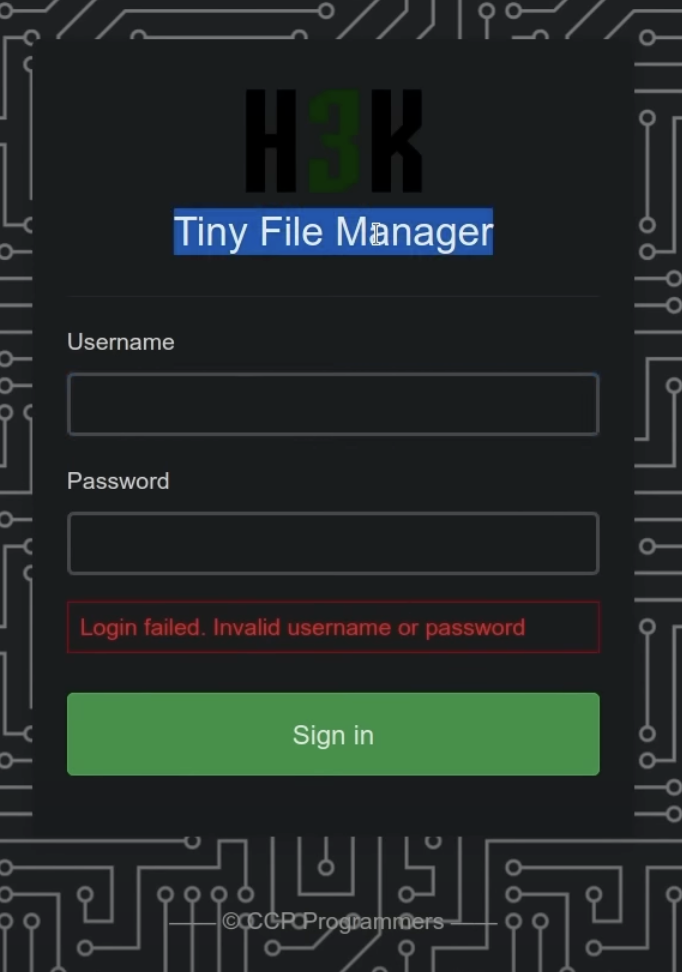 H3K
Tiny File Manager
Username
Password
Login failed. Invalid username or password
Sign in
© CCP Programmers